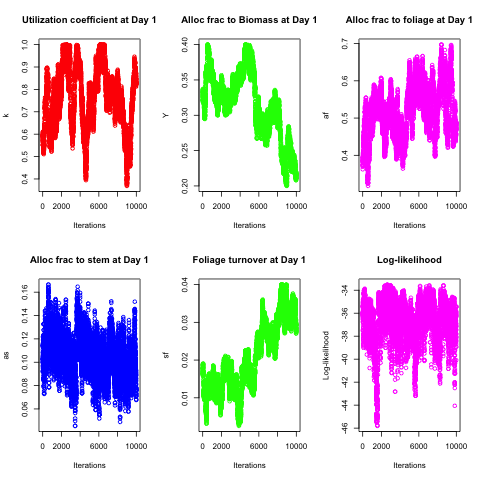 Utilization coefficient at Day 1
Alloc frac to Biomass at Day 1
Alloc frac to foliage at Day 1
k
0.4 0.5 0.6 0.7 0.8 0.9 1.0
0 2000 6000 10000
Iterations
Y
0.20 0.25 0.30 0.35 0.40
0 2000 6000 10000
Iterations
af
0.4 0.5 0.6 0.7
0 2000 6000 10000
Iterations
Alloc frac to stem at Day 1
Foliage turnover at Day 1
Log-likelihood
as
0.06 0.08 0.10 0.12 0.14 0.16
0 2000 6000 10000
Iterations
sf
0.01 0.02 0.03 0.04
0 2000 6000 10000
Iterations
Log-likelihood
-46 -44 -42 -40 -38 -36 -34
0 2000 6000 10000
Iterations